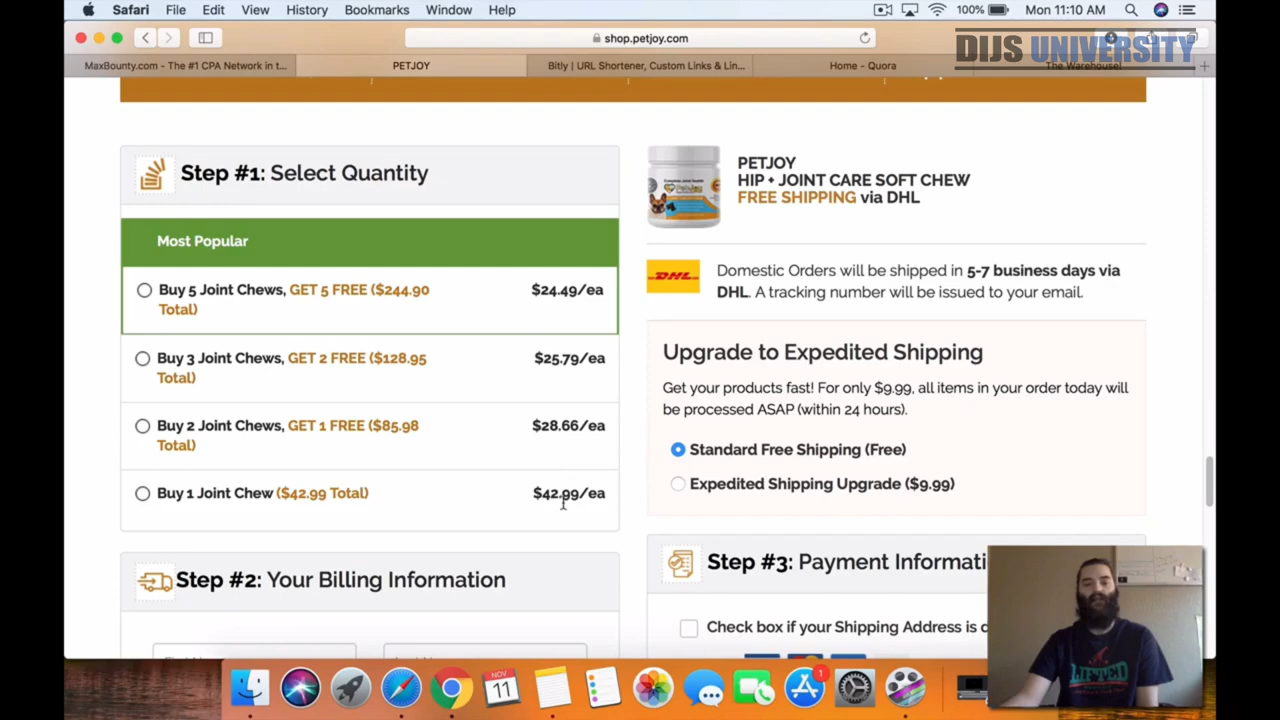 Safari File Edit View History Bookmarks Window Help 100% Mon 11:10 AM
shop.petjoy.com
DIJS UNIVERSITY
MaxBounty.com - The #1 CPA Network in t... PETJOY Bitly | URL Shortener, Custom Links & Lin... Home - Quora The Warehouse!
Step #1: Select Quantity
Most Popular
Buy 5 Joint Chews, GET 5 FREE ($244.90 $24.49/ea
Total)
Buy 3 Joint Chews, GET 2 FREE ($128.95 $25.79/ea
Total)
Buy 2 Joint Chews, GET 1 FREE ($85.98 $28.66/ea
Total)
Buy 1 Joint Chew ($42.99 Total) $42.99/ea
Step #2: Your Billing Information
PETJOY
HIP + JOINT CARE SOFT CHEW
FREE SHIPPING via DHL
PetJoy
DHL
Domestic Orders will be shipped in 5-7 business days via
DHL. A tracking number will be issued to your email.
Upgrade to Expedited Shipping
Get your products fast! For only $9.99, all items in your order today will
be processed ASAP (within 24 hours).
Standard Free Shipping (Free)
Expedited Shipping Upgrade ($9.99)
Step #3: Payment Informati
Check box if your Shipping Address is d
LIFTED
NOV
11
1